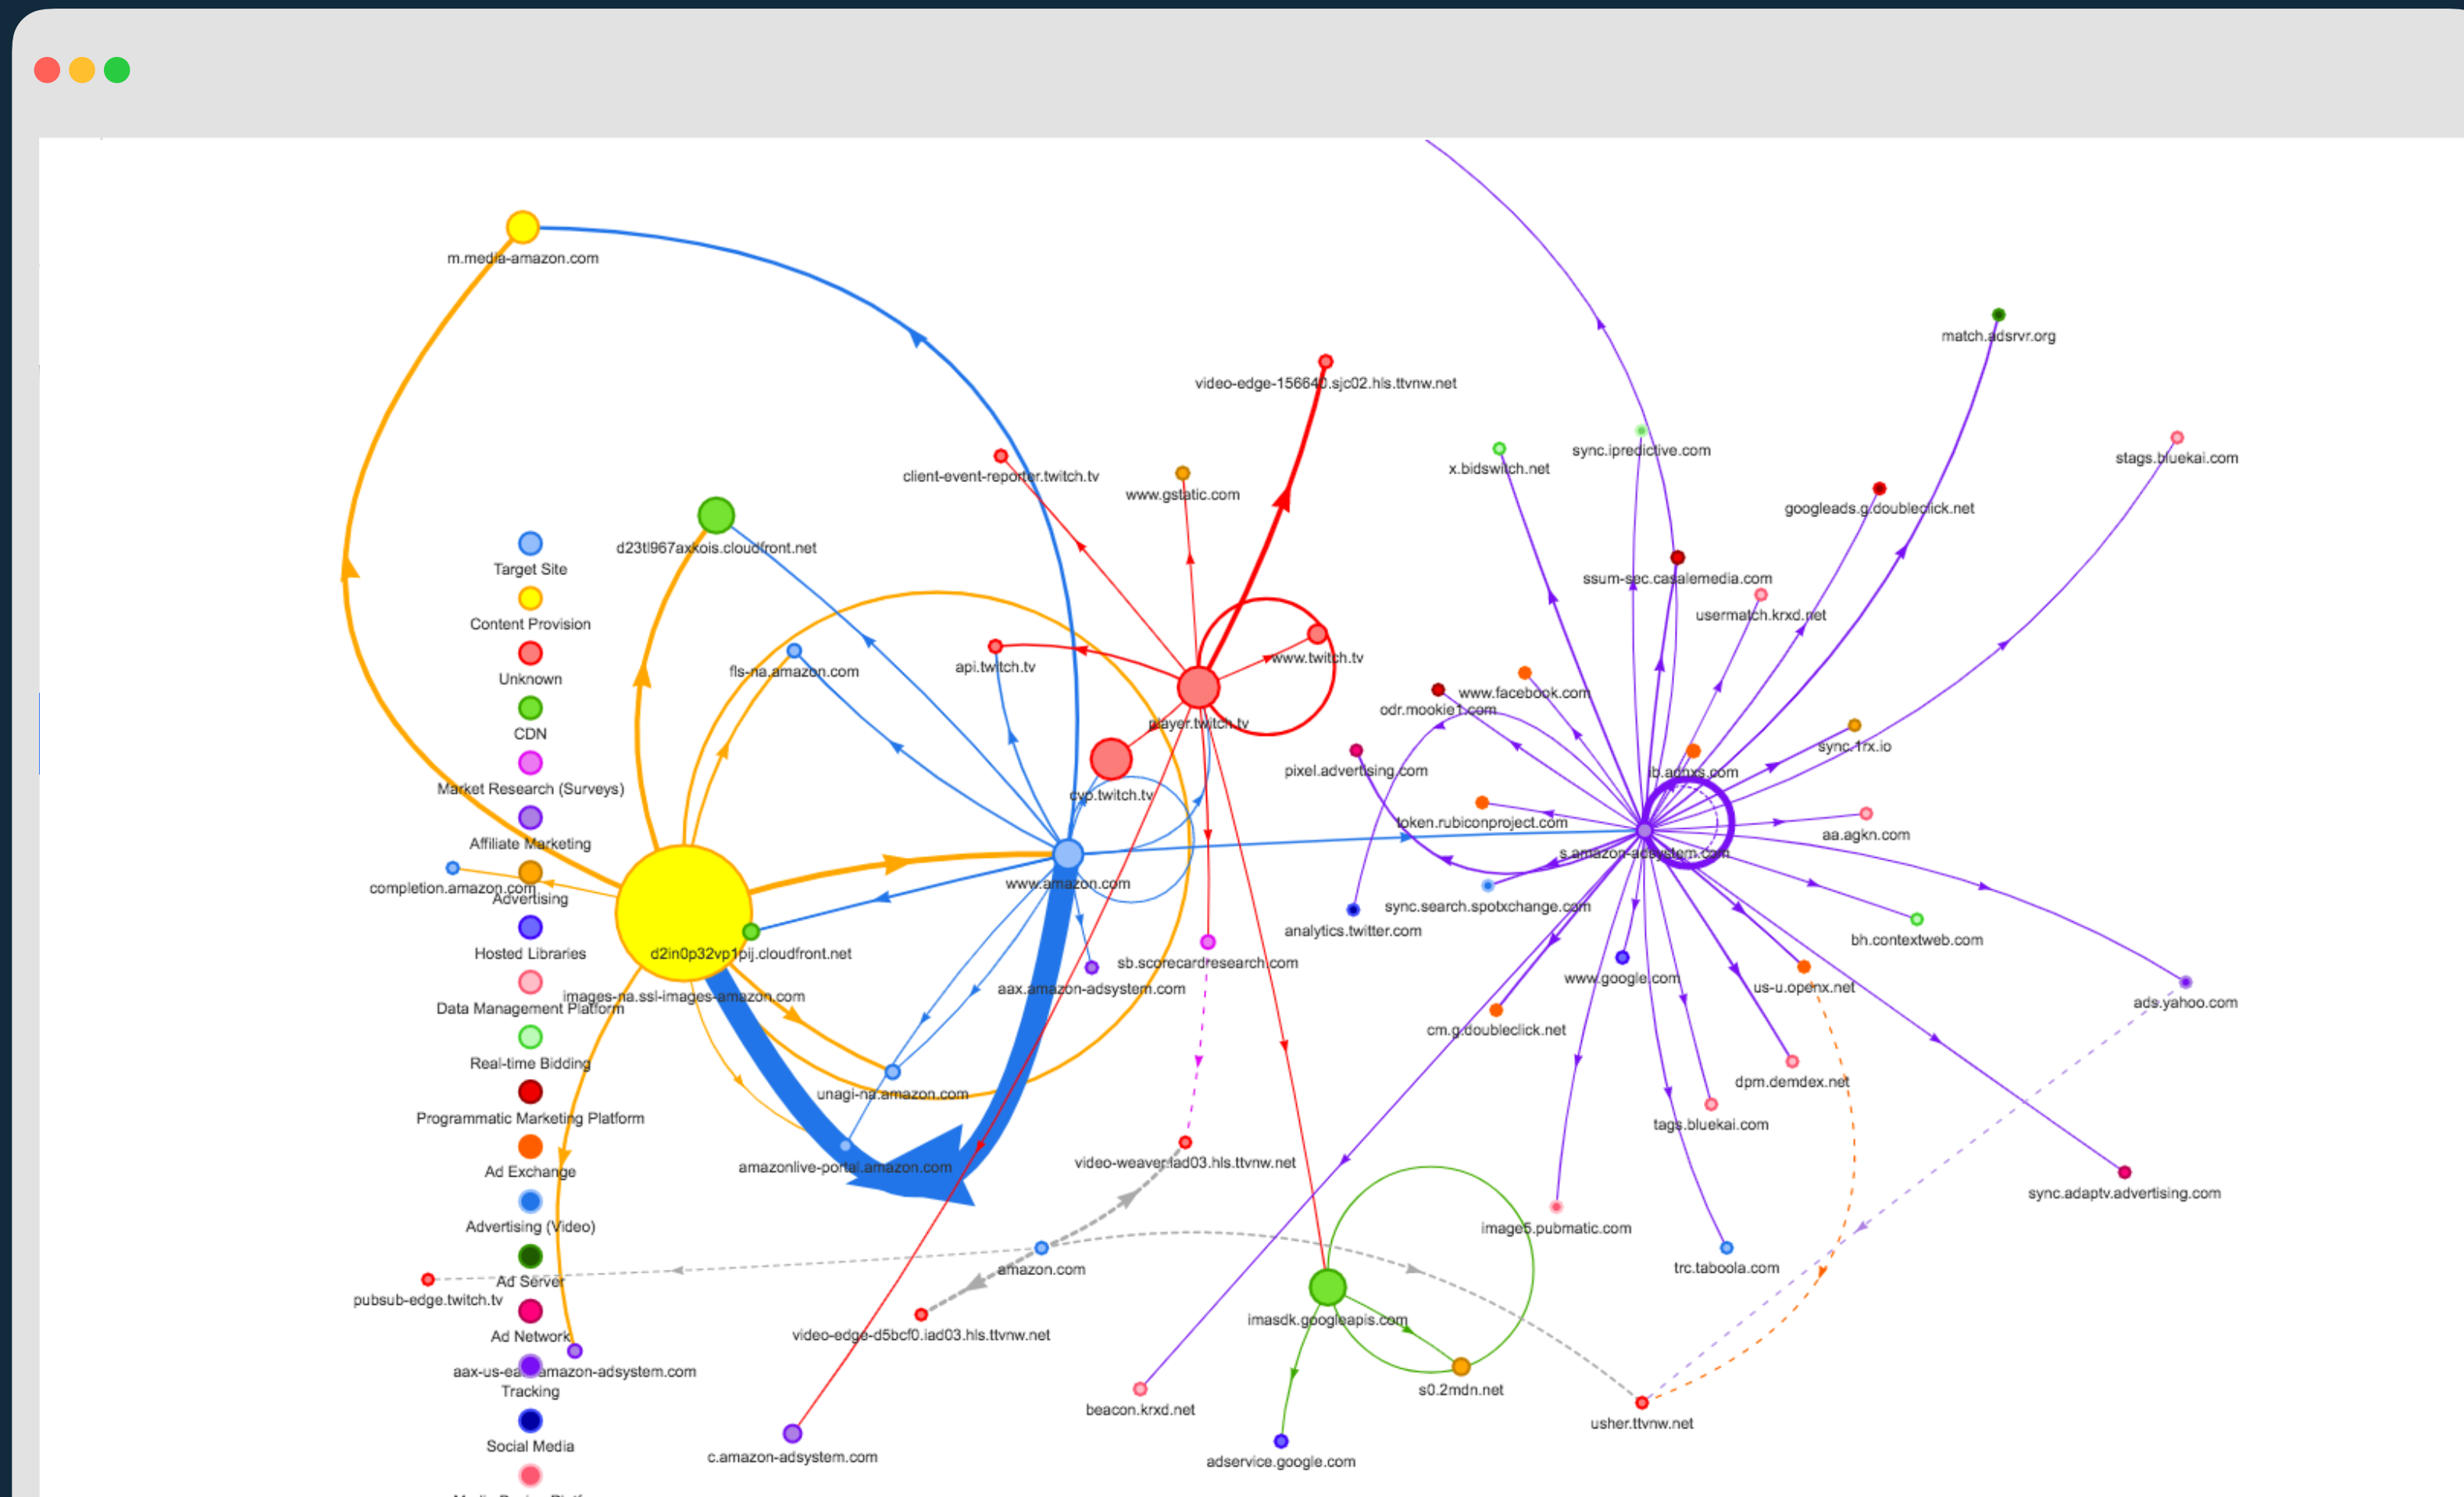 m.media-amazon.com
match.adsrvr.org
video-edge-156640.sjc02.hls.ttvnw.net
sync.ipredictive.com
x.bidswitch.net
stags.bluekai.com
client-event-reporter.twitch.tv
www.gstatic.com
googleads.g.doubleclick.net
d23tl967axkois.cloudfront.net
Target Site
ssum-sec.casalemedia.com
usermatch.krxd.net
Content Provision
www.twitch.tv
api.twitch.tv
fls-na.amazon.com
Unknown
www.facebook.com
odr.mookie1.com
player.twitch.tv
CDN
sync.1rx.io
pixel.advertising.com
ib.adnxs.com
Market Research (Surveys)
cvp.twitch.tv
token.rubiconproject.com
aa.agkn.com
Affiliate Marketing
s.amazon-adsystem.com
www.amazon.com
completion.amazon.com
Advertising
sync.search.spotxchange.com
analytics.twitter.com
bh.contextweb.com
Hosted Libraries
d2in0p32vp1pij.cloudfront.net
sb.scorecardresearch.com
www.google.com
aax.amazon-adsystem.com
us-u.openx.net
images-na.ssl-images-amazon.com
ads.yahoo.com
Data Management Platform
cm.g.doubleclick.net
Real-time Bidding
dpm.demdex.net
unagi-na.amazon.com
Programmatic Marketing Platform
tags.bluekai.com
video-weaver.iad03.hls.ttvnw.net
amazonlive-portal.amazon.com
Ad Exchange
sync.adaptv.advertising.com
Advertising (Video)
image5.pubmatic.com
trc.taboola.com
amazon.com
Ad Server
pubsub-edge.twitch.tv
imasdk.googleapis.com
video-edge-d5bcf0.iad03.hls.ttvnw.net
Ad Network
aax-us-ea amazon-adsystem.com
Tracking
s0.2mdn.net
beacon.krxd.net
usher.ttvnw.net
Social Media
c.amazon-adsystem.com
adservice.google.com